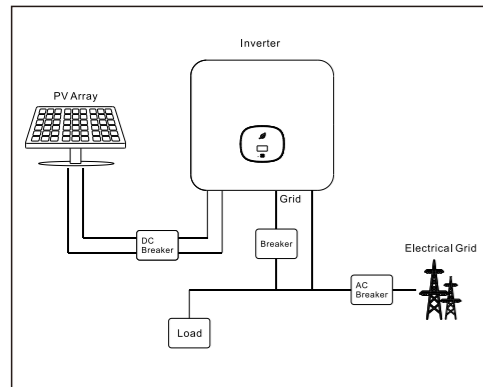 Inverter
PV Array
Grid
DC
Breaker
Breaker
Electrical Grid
AC
Breaker
Load